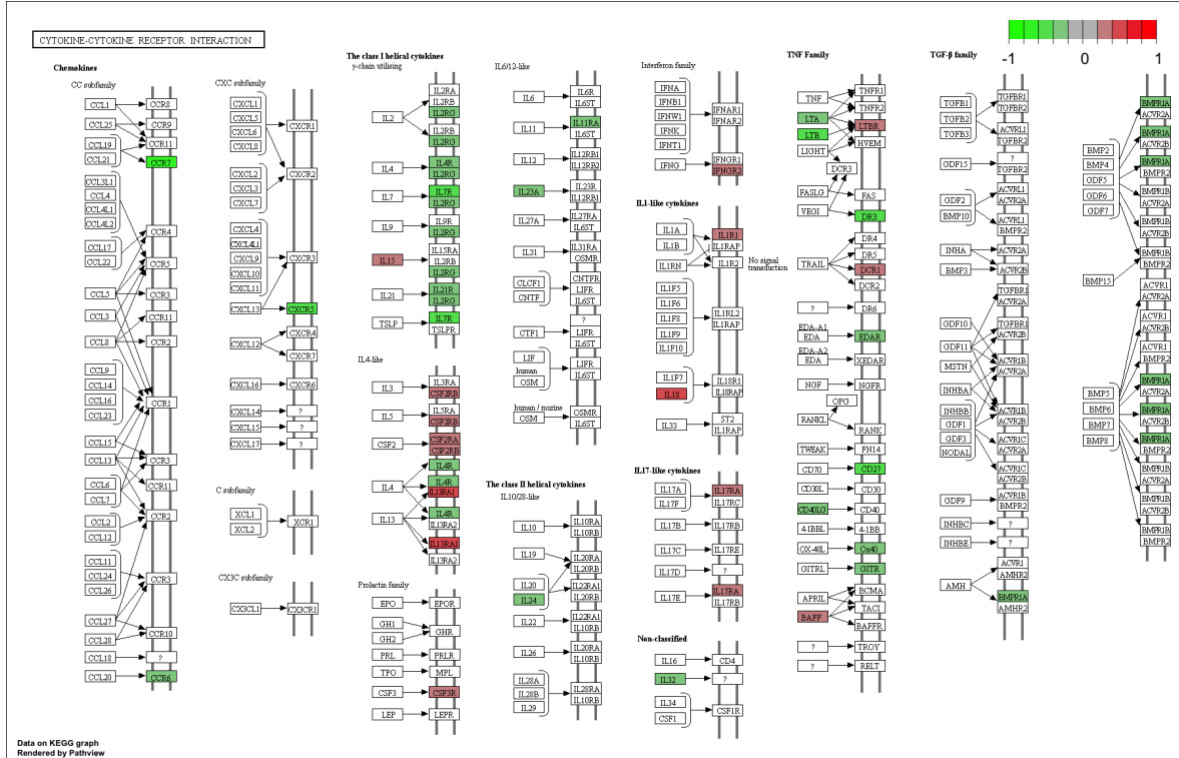 CYTOKINE-CYTOKINE RECEPTOR INTERACTION
-1 0 1
Chemokines
CC subfamily
CCL1 CCR8
CCL25 CCR9
CCL19 CCR11
CCL21 CCR7
CCL3L1
CCL4
CCL4L1
CCL4L2
CCR4
CCL17
CCL22
CCR5
CCL5 CCR3
CCL3 CCR11
CCL8 CCR2
CCL9
CCL14
CCL16
CCL23
CCR1
CCL15
CCL13 CCR3
CCL6 CCR11
CCL7
CCR2
CCL2
CCL12
CCL11
CCL24
CCL26
CCR3
CCL27
CCL28 CCR10
CCL18 ?
CCL20 CCR6
CXC subfamily
CXCL1
CXCL5
CXCL6
CXCL8
CXCR1
CXCL2
CXCL3
CXCL7
CXCR2
CXCL4
CXCL4L1
CXCL9
CXCL10
CXCL11
CXCR3
CXCL13 CXCR5
CXCL12 CXCR4
CXCR7
CXCL16 CXCR6
CXCL14 ?
CXCL15 ?
CXCL17 ?
C subfamily
XCL1
XCL2
XCR1
CX3C subfamily
CX3CL1 CX3CR1
The class I helical cytokines
γ-chain utilising
IL2 IL2RA
IL2RB
IL2RG
IL2RB
IL2RG
IL4 IL4R
IL2RG
IL7 IL7R
IL2RG
IL9 IL9R
IL2RG
IL15 IL15RA
IL2RB
IL2RG
IL21 IL21R
IL2RG
TSLP IL7R
TSLPR
IL4-like
IL3 IL3RA
CSF2RB
IL5 IL5RA
CSF2RB
CSF2 CSF2RA
CSF2RB
IL4R
IL2RG
IL4 IL4R
IL13RA1
IL13 IL4R
IL13RA2
IL13RA1
IL13RA2
Prolactin family
EPO EPOR
GH1
GH2
GHR
PRL PRLR
TPO MPL
CSF3 CSF3R
LEP LEPR
IL6/12-like
IL6 IL6R
IL6ST
IL11 IL11RA
IL6ST
IL12 IL12RB1
IL12RB2
IL23A IL23R
IL12RB1
IL27A IL27RA
IL6ST
IL31 IL31RA
OSMR
CLCF1
CNTF
CNTFR
LIFR
IL6ST
?
CTF1 LIFR
IL6ST
LIF
human
OSM
LIFR
IL6ST
human / murine
OSM OSMR
IL6ST
The class II helical cytokines
IL10/28-like
IL10 IL10RA
IL10RB
IL19 IL20RA
IL20RB
IL20
IL24
IL22RA1
IL20RB
IL22 IL22RA1
IL10RB
IL26 IL20RA
IL10RB
IL28A
IL28B
IL29
IL28RA
IL10RB
Interferon family
IFNA
IFNB1
IFNW1
IFNK
IFNT1
IFNAR1
IFNAR2
IFNG IFNGR1
IFNGR2
IL1-like cytokines
IL1A
IL1B
IL1R1
IL1RAP
IL1RN IL1R2
No signal
transduction
IL1F5
IL1F6
IL1F8
IL1F9
IL1F10
IL1RL2
IL1RAP
IL1F7
IL18
IL18R1
IL18RAP
IL33 ST2
IL1RAP
IL17-like cytokines
IL17A
IL17F
IL17RA
IL17RC
IL17B IL17RB
IL17C IL17RE
IL17D ?
IL17E IL17RA
IL17RB
Non-classified
IL16 CD4
IL32 ?
IL34
CSF1
CSF1R
TNF Family
TNF TNFR1
TNFR2
LTA
LTB LTBR
LIGHT HVEM
DCR3
FASLG FAS
VEGI DR3
DR4
DR5
TRAIL DCR1
DCR2
? DR6
EDA-A1
EDA EDAR
EDA-A2
EDA XEDAR
NGF NGFR
OPG
RANKL RANK
TWEAK FN14
CD70 CD27
CD30L CD30
CD40LG CD40
4-1BBL 4-1BB
OX-40L Ox40
GITRL GITR
APRIL BCMA
TACI
BAFF BAFFR
? TROY
? RELT
TGF-β family
TGFB1
TGFB2
TGFB3
TGFBR1
TGFBR2
ACVRL1
TGFBR2
GDF15 ?
TGFBR2
GDF2
BMP10
ACVRL1
ACVR2A
ACVRL1
BMPR2
INHA ACVR2A
BMP3 ACVR2B
TGFBR1
ACVR2A
GDF10 TGFBR1
ACVR2B
GDF11
MSTN ACVR1B
ACVR2A
INHBA
INHBB
GDF1
GDF3
NODAL
ACVR1B
ACVR2B
ACVR1C
ACVR2A
ACVR1C
ACVR2B
GDF9 ACVR1B
BMPR2
INHBC ?
INHBE ?
AMH ACVR1
AMHR2
BMPR1A
AMHR2
BMP2
BMP4
GDF5
GDF6
GDF7
BMPR1A
ACVR2A
BMPR1A
ACVR2B
BMPR1A
BMPR2
BMPR1B
ACVR2A
BMPR1B
ACVR2B
BMPR1B
BMPR2
BMP15
ACVR1
ACVR2A
ACVR1
ACVR2B
ACVR1
BMPR2
BMP5
BMP6
BMP7
BMP8
BMPR1A
ACVR2A
BMPR1A
ACVR2B
BMPR1A
BMPR2
BMPR1B
ACVR2A
BMPR1B
ACVR2B
BMPR1B
BMPR2
Data on KEGG graph
Rendered by Pathview